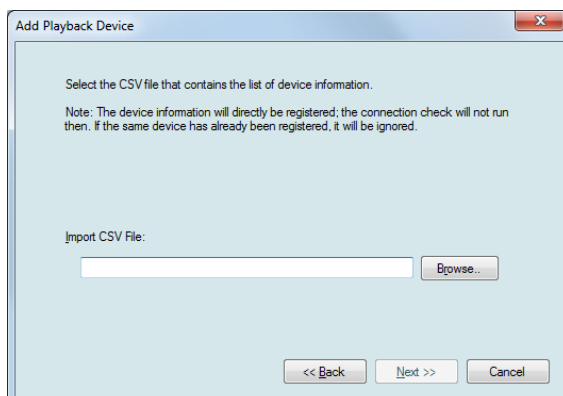 Add Playback Device
Select the CSV file that contains the list of device information.
Note: The device information will directly be registered; the connection check will not run
then. If the same device has already been registered, it will be ignored.
Import CSV File:
Browse..
<< Back
Next >>
Cancel